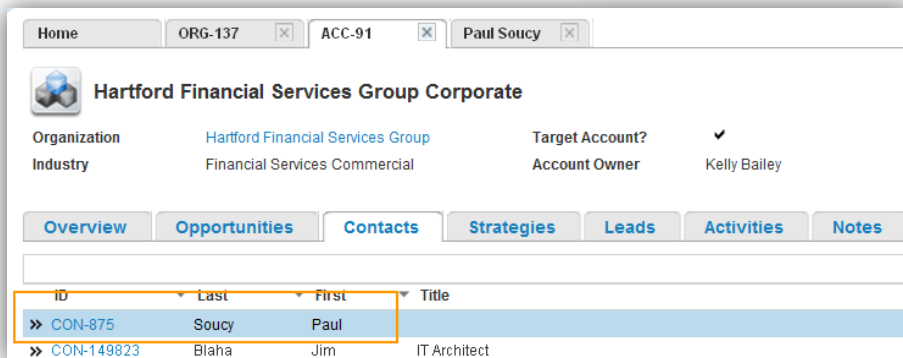 Home ORG-137 ACC-91 Paul Soucy
Hartford Financial Services Group Corporate
Organization Hartford Financial Services Group Target Account?
Industry Financial Services Commercial Account Owner Kelly Bailey
Overview Opportunities Contacts Strategies Leads Activities Notes
ID Last First Title
CON-875 Soucy Paul
CON-149823 Blaha Jim IT Architect